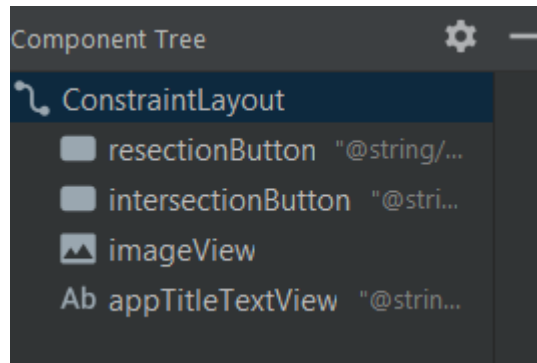 Component Tree
ConstraintLayout
resectionButton "@string/...
intersectionButton "@stri...
imageView
Ab appTitleTextView "@strin...